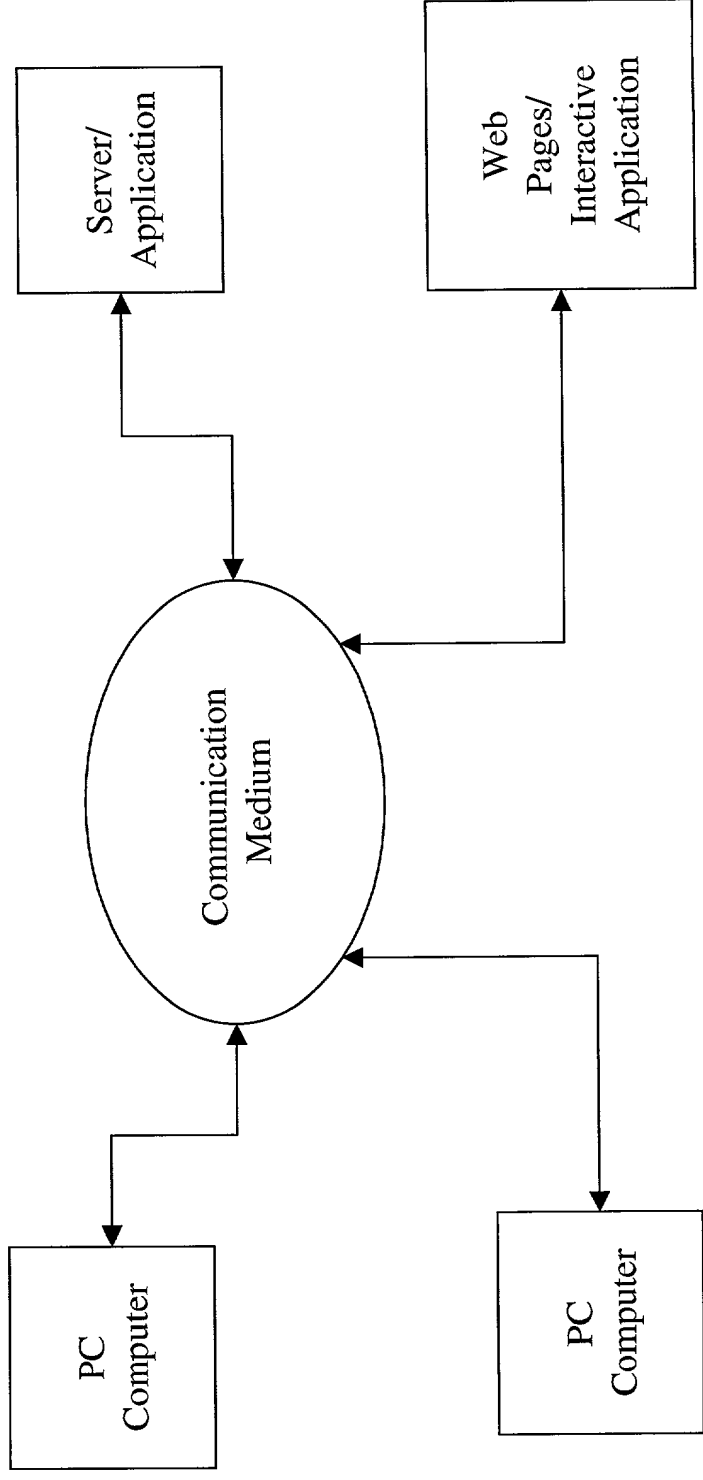 PC
Computer
Server/
Application
Communication
Medium
PC
Computer
Web
Pages/
Interactive
Application